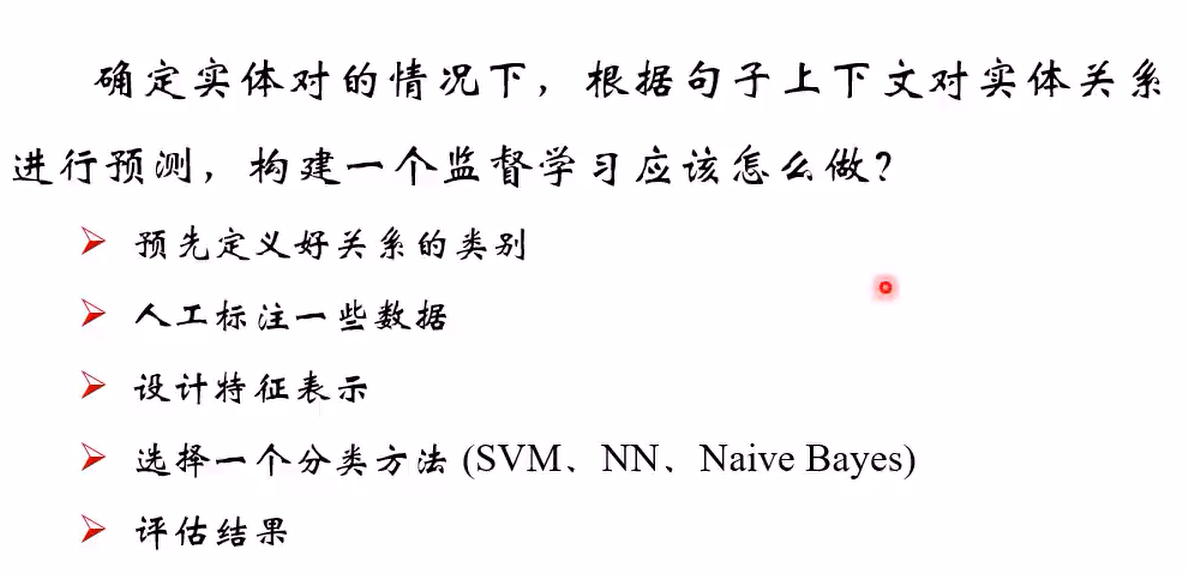 确定实体对的情况下，根据句子上下文对实体关系
进行预测，构建一个监督学习应该怎么做?
预先定义好关系的类别
人工标注一些数据
设计特征表示
选择一个分类方法 (SVM、NN、Naive Bayes)
评估结果